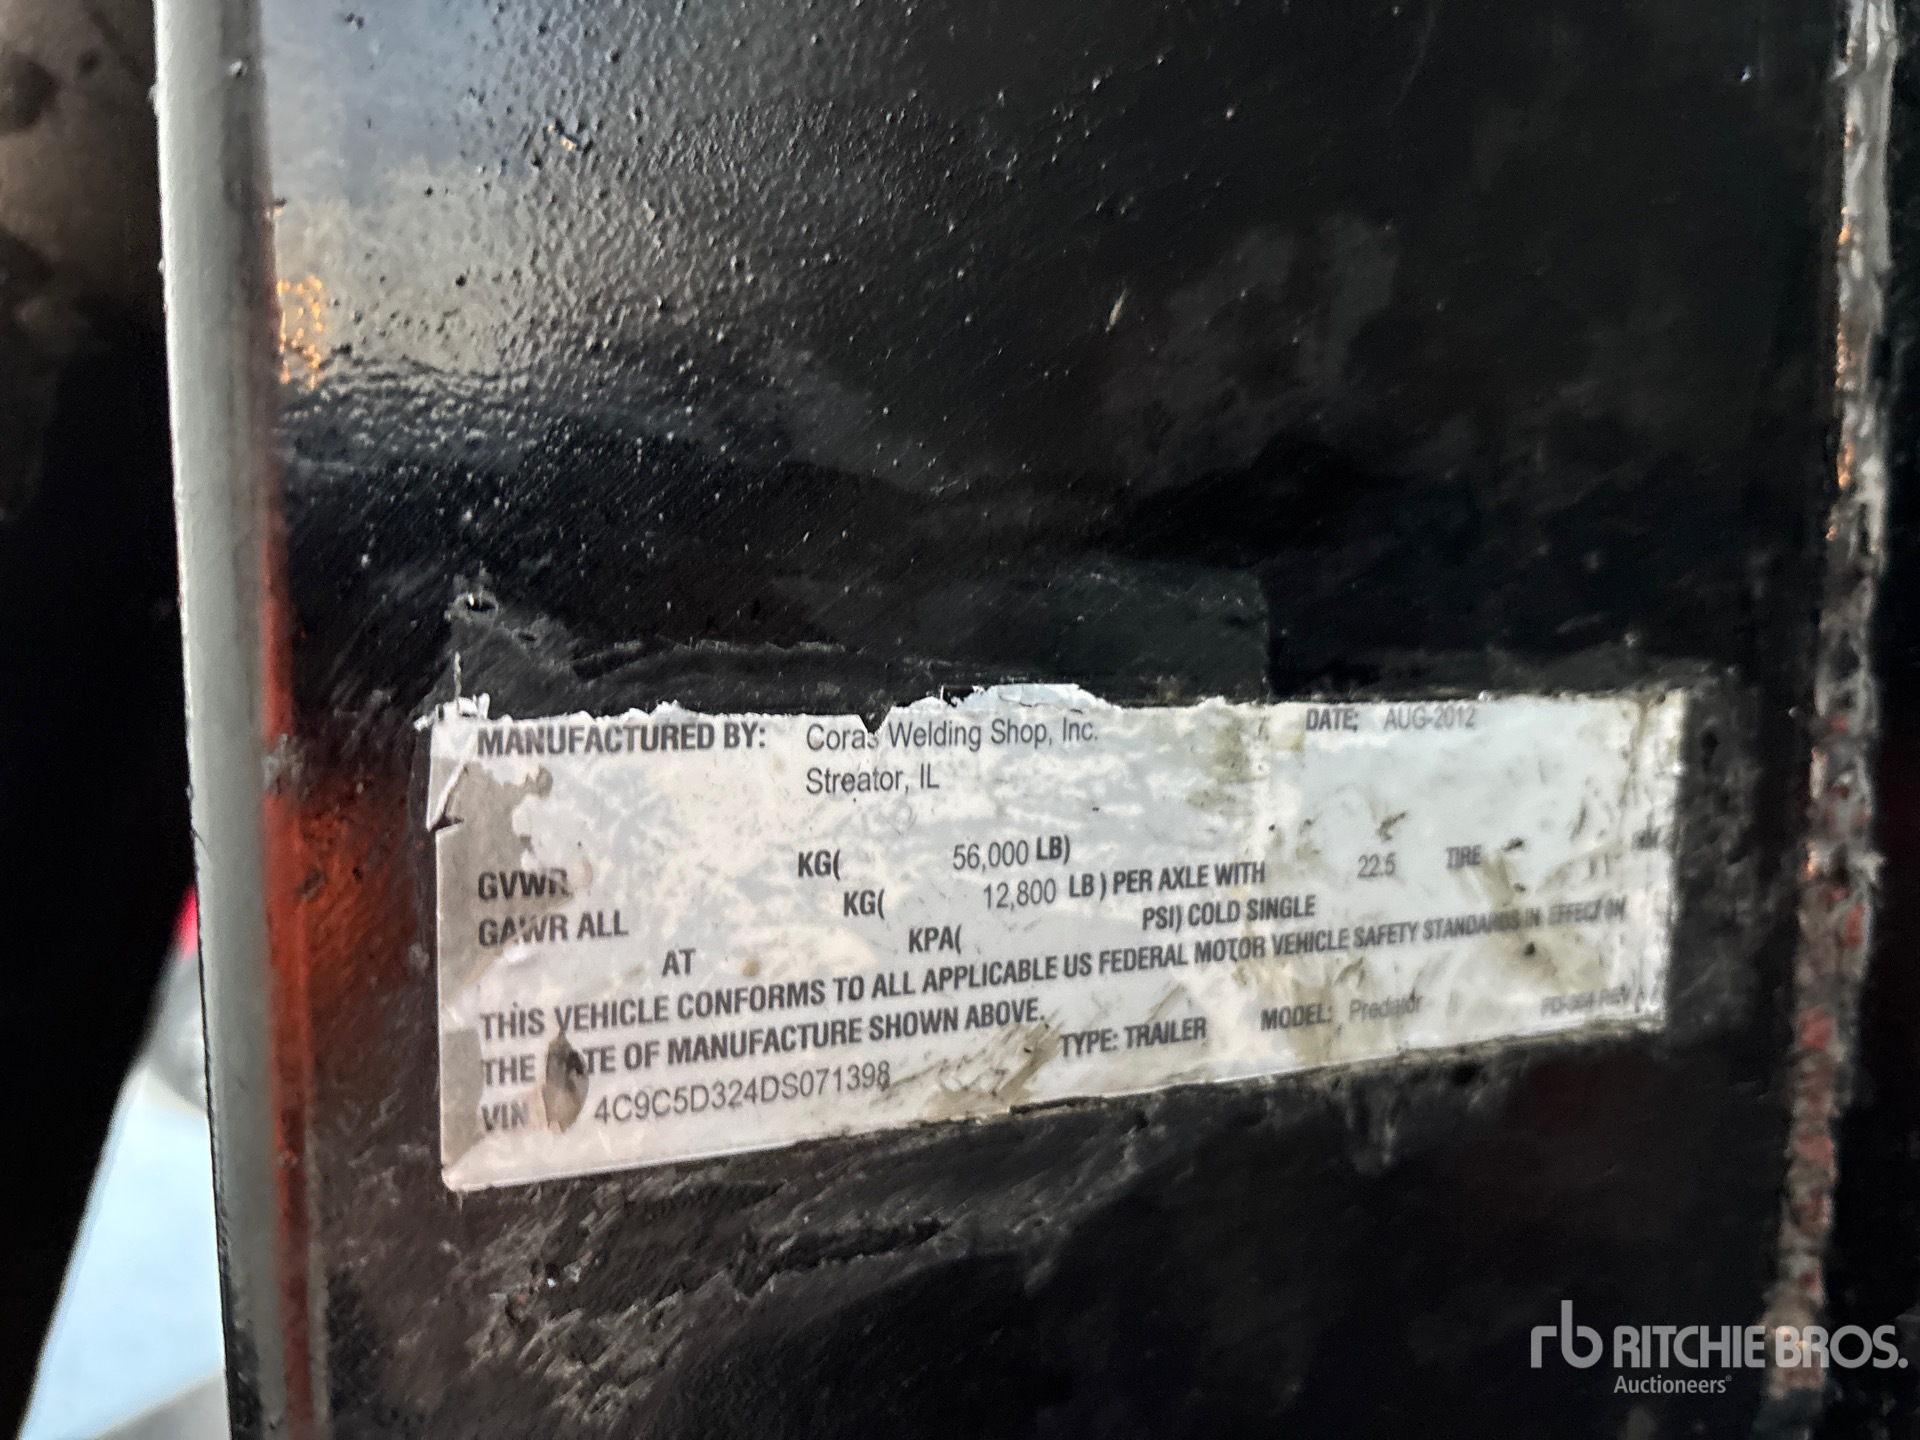 MANUFACTURED BY: Coras Welding Shop, Inc. DATE: AUG-2012
Streator, IL
GVWR KG( 56,000 LB)
GAWR ALL KG( 12,800 LB) PER AXLE WITH 22.5 TIRE
AT KPA( PSI) COLD SINGLE
THIS VEHICLE CONFORMS TO ALL APPLICABLE US FEDERAL MOTOR VEHICLE SAFETY STANDARDS IN EFFECT ON
THE DATE OF MANUFACTURE SHOWN ABOVE.
VIN 4C9C5D324DS071398 TYPE: TRAILER MODEL: Predator
rb RITCHIE BROS.
Auctioneers